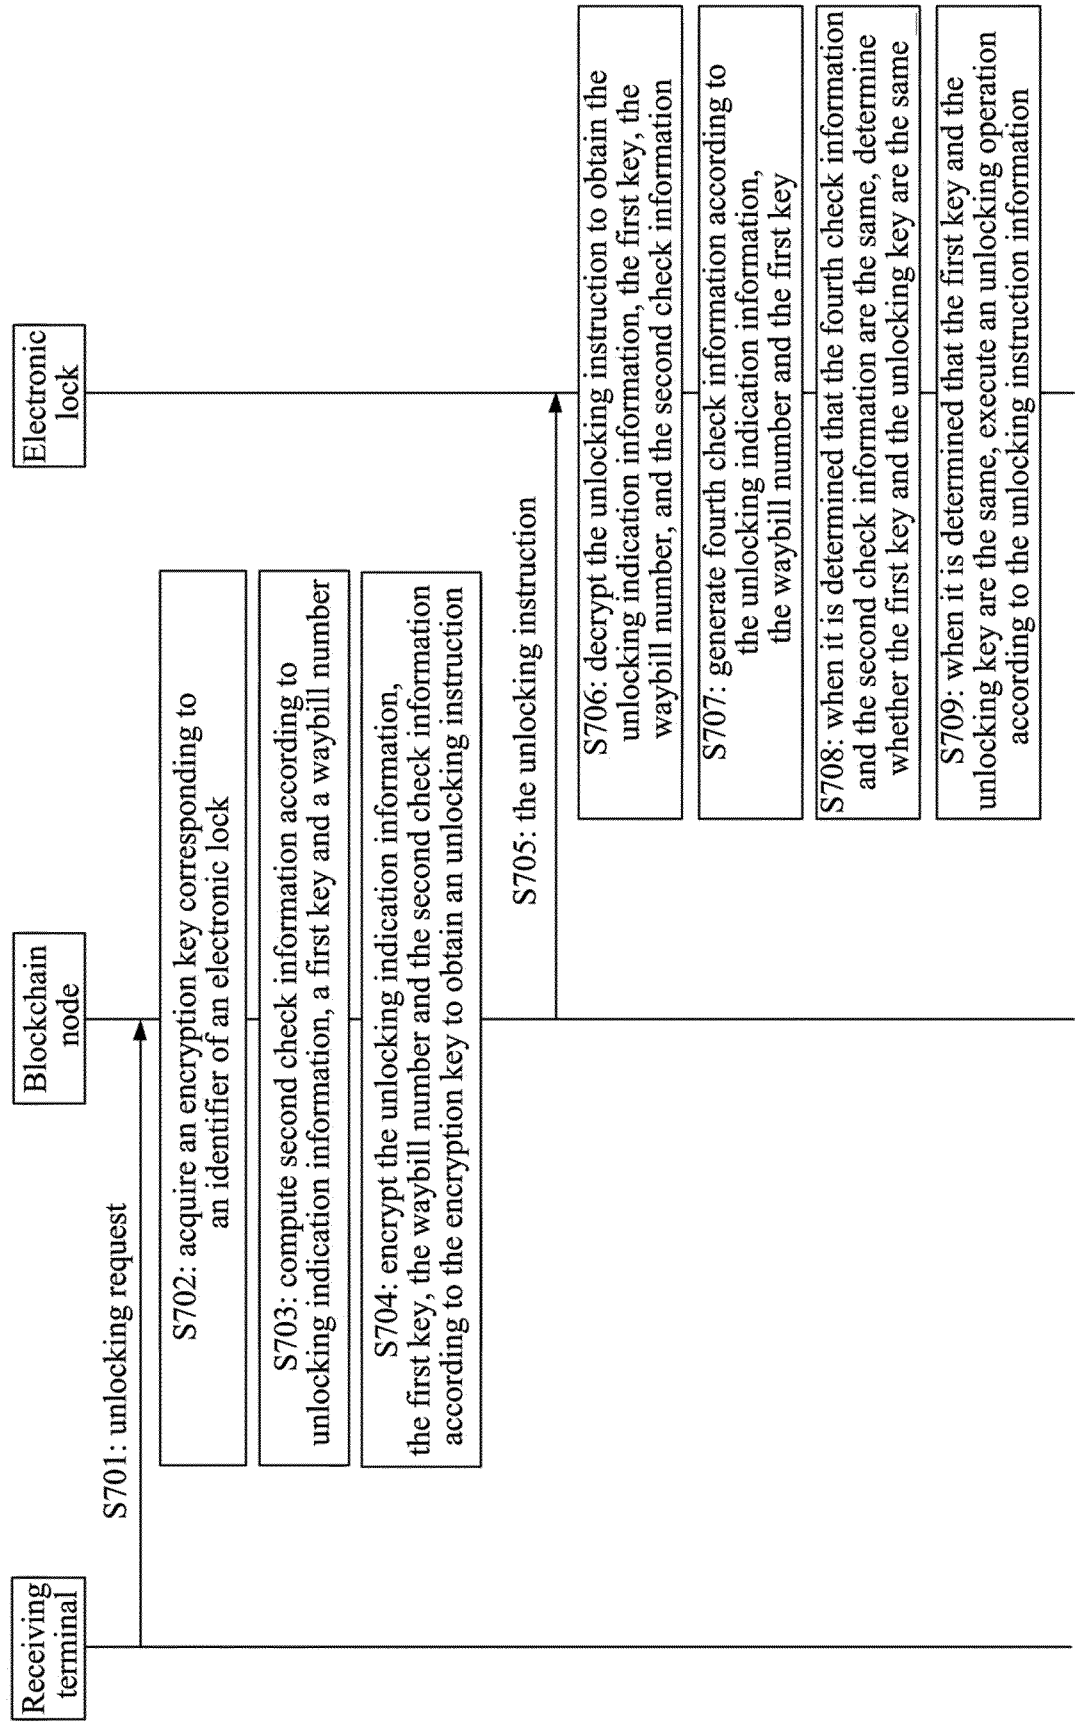 Receiving
terminal
Blockchain
node
Electronic
lock
S701: unlocking request
S702: acquire an encryption key corresponding to
an identifier of an electronic lock
S703: compute second check information according to
unlocking indication information, a first key and a waybill number
S704: encrypt the unlocking indication information,
the first key, the waybill number and the second check information
according to the encryption key to obtain an unlocking instruction
S705: the unlocking instruction
S706: decrypt the unlocking instruction to obtain the
unlocking indication information, the first key, the
waybill number, and the second check information
S707: generate fourth check information according to
the unlocking indication information,
the waybill number and the first key
S708: when it is determined that the fourth check information
and the second check information are the same, determine
whether the first key and the unlocking key are the same
S709: when it is determined that the first key and the
unlocking key are the same, execute an unlocking operation
according to the unlocking instruction information